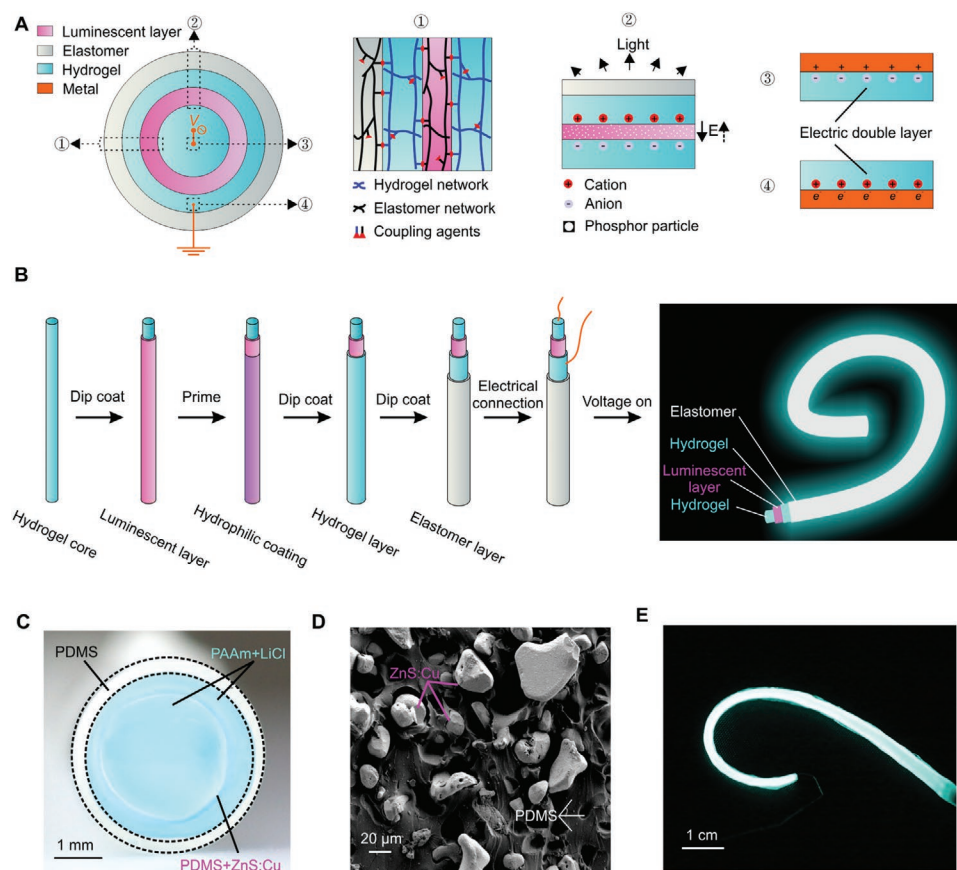 A
Luminescent layer
Elastomer
Hydrogel
Metal
②
V
①
③
④
①
Hydrogel network
Elastomer network
Coupling agents
②
Light
E
+ + + + +
- - - - -
Cation
Anion
Phosphor particle
③
+ + + + +
- - - - -
Electric double layer
④
+ + + + +
e e e e e
B
Dip coat
Prime
Dip coat
Dip coat
Electrical
connection
Voltage on
Hydrogel core
Luminescent layer
Hydrophilic coating
Hydrogel layer
Elastomer layer
Elastomer
Hydrogel
Luminescent
layer
Hydrogel
C
PDMS
PAAm+LiCl
1 mm
PDMS+ZnS:Cu
D
ZnS:Cu
PDMS
20 µm
E
1 cm